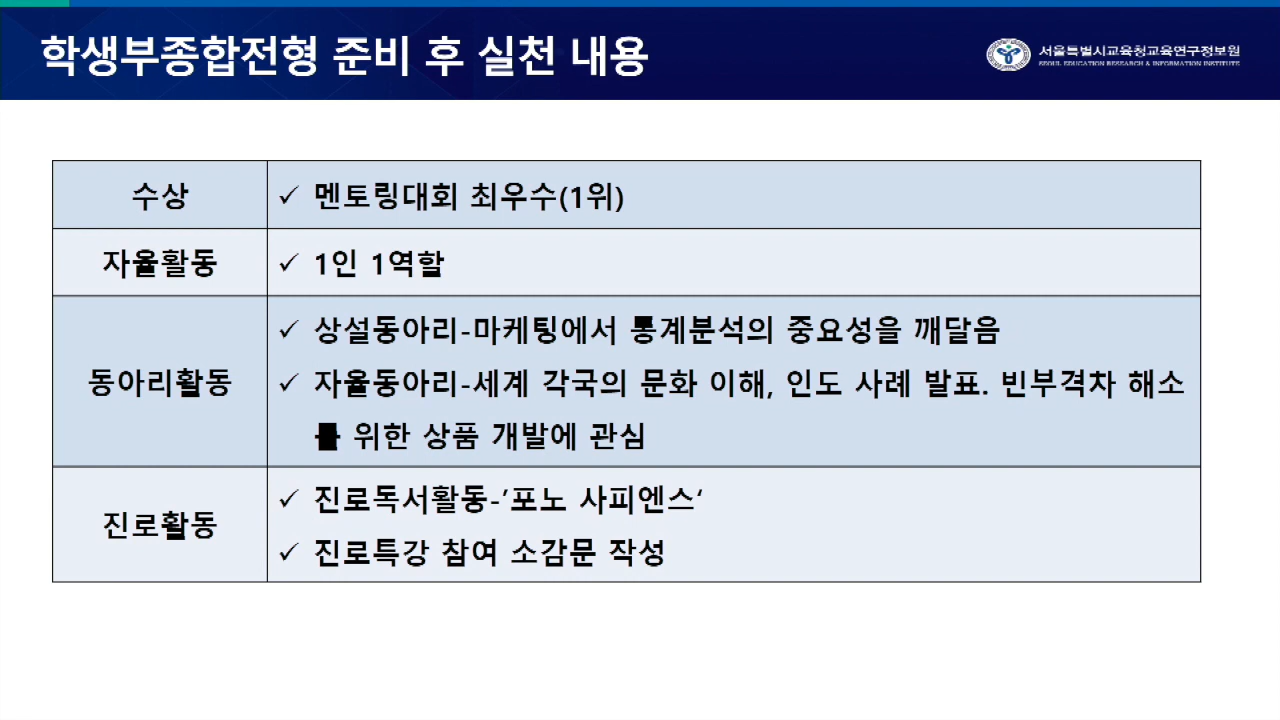 학생부종합전형 준비 후 실천 내용
서울특별시교육청교육연구정보원
SEOUL EDUCATION RESEARCH & INFORMATION INSTITUTE
수상
✓ 멘토링대회 최우수(1위)
자율활동
✓ 1인 1역할
동아리활동
✓ 상설동아리-마케팅에서 통계분석의 중요성을 깨달음
✓ 자율동아리-세계 각국의 문화 이해, 인도 사례 발표. 빈부격차 해소
를 위한 상품 개발에 관심
진로활동
✓ 진로독서활동-’포노 사피엔스‘
✓ 진로특강 참여 소감문 작성